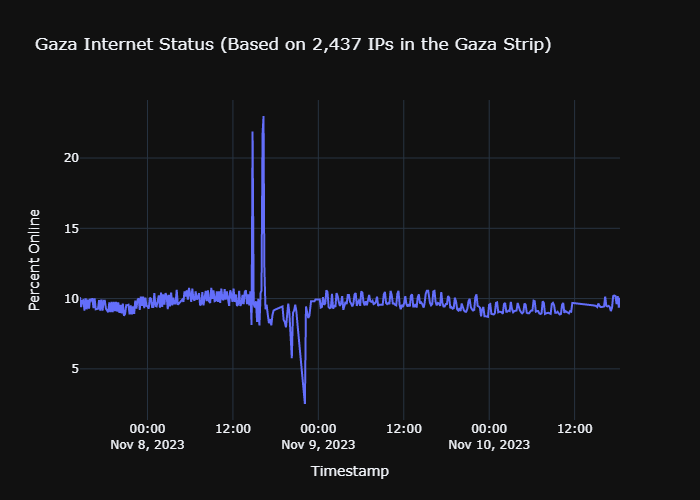 Gaza Internet Status (Based on 2,437 IPs in the Gaza Strip)
Percent Online
20
15
10
5
00:00 12:00 00:00 12:00 00:00 12:00
Nov 8, 2023 Nov 9, 2023 Nov 10, 2023
Timestamp